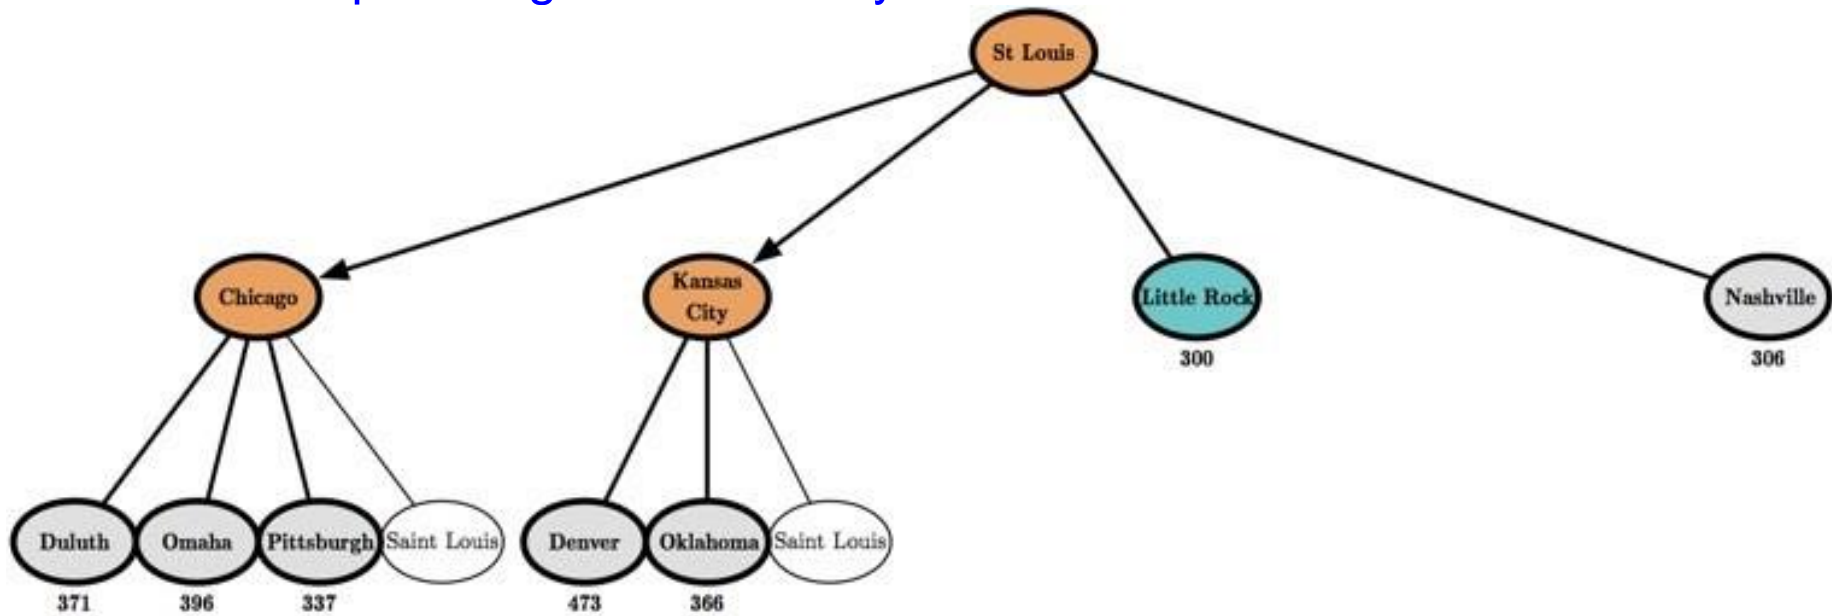 St Louis
Chicago
Kansas
City
Little Rock
Nashville
300
306
Duluth
Omaha
Pittsburgh
Saint Louis
Denver
Oklahoma
Saint Louis
371
396
337
473
366